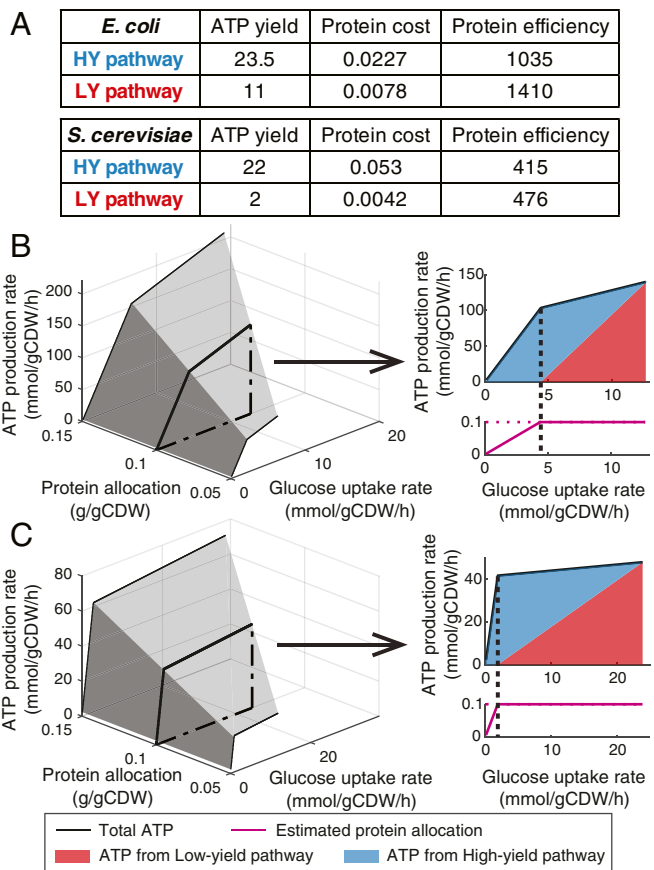 A
E. coli ATP yield Protein cost Protein efficiency
HY pathway 23.5 0.0227 1035
LY pathway 11 0.0078 1410
S. cerevisiae ATP yield Protein cost Protein efficiency
HY pathway 22 0.053 415
LY pathway 2 0.0042 476
B
ATP production rate
(mmol/gCDW/h)
200
150
100
50
0
0.15
0.1
0.05
0
10
20
Protein allocation
(g/gCDW)
Glucose uptake rate
(mmol/gCDW/h)
ATP production rate
(mmol/gCDW/h)
150
100
50
0
0 5 10
0.1
0
0 5 10
Glucose uptake rate
(mmol/gCDW/h)
C
ATP production rate
(mmol/gCDW/h)
80
60
40
20
0
0.15
0.1
0.05
0
20
Protein allocation
(g/gCDW)
Glucose uptake rate
(mmol/gCDW/h)
ATP production rate
(mmol/gCDW/h)
40
20
0
0 10 20
0.1
0
0 10 20
Glucose uptake rate
(mmol/gCDW/h)
Total ATP
Estimated protein allocation
ATP from Low-yield pathway
ATP from High-yield pathway